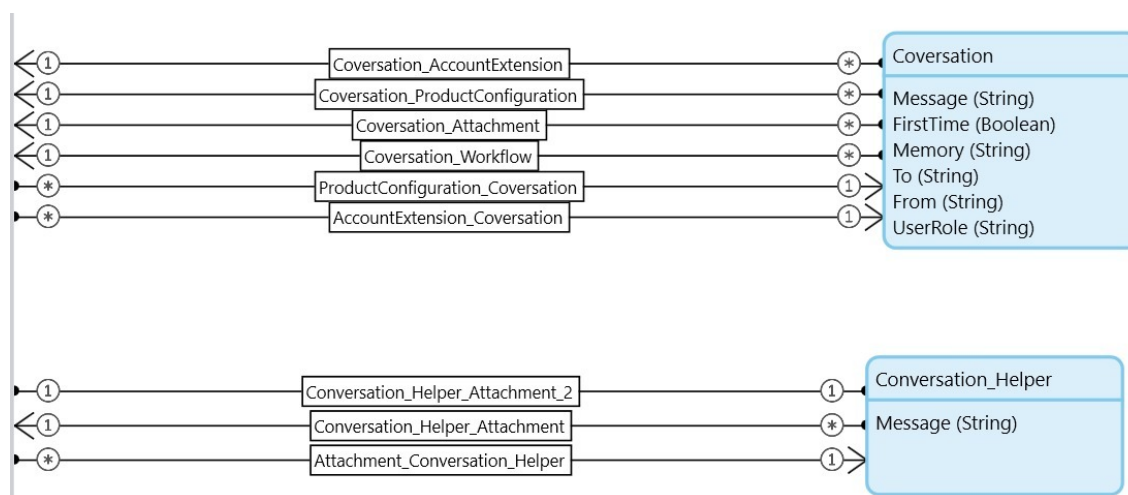 1 Coversation_AccountExtension *
1 Coversation_ProductConfiguration *
1 Coversation_Attachment *
1 Coversation_Workflow *
* ProductConfiguration_Coversation 1
* AccountExtension_Coversation 1
Coversation
Message (String)
FirstTime (Boolean)
Memory (String)
To (String)
From (String)
UserRole (String)
1 Conversation_Helper_Attachment_2 1
1 Conversation_Helper_Attachment *
* Attachment_Conversation_Helper 1
Conversation_Helper
Message (String)